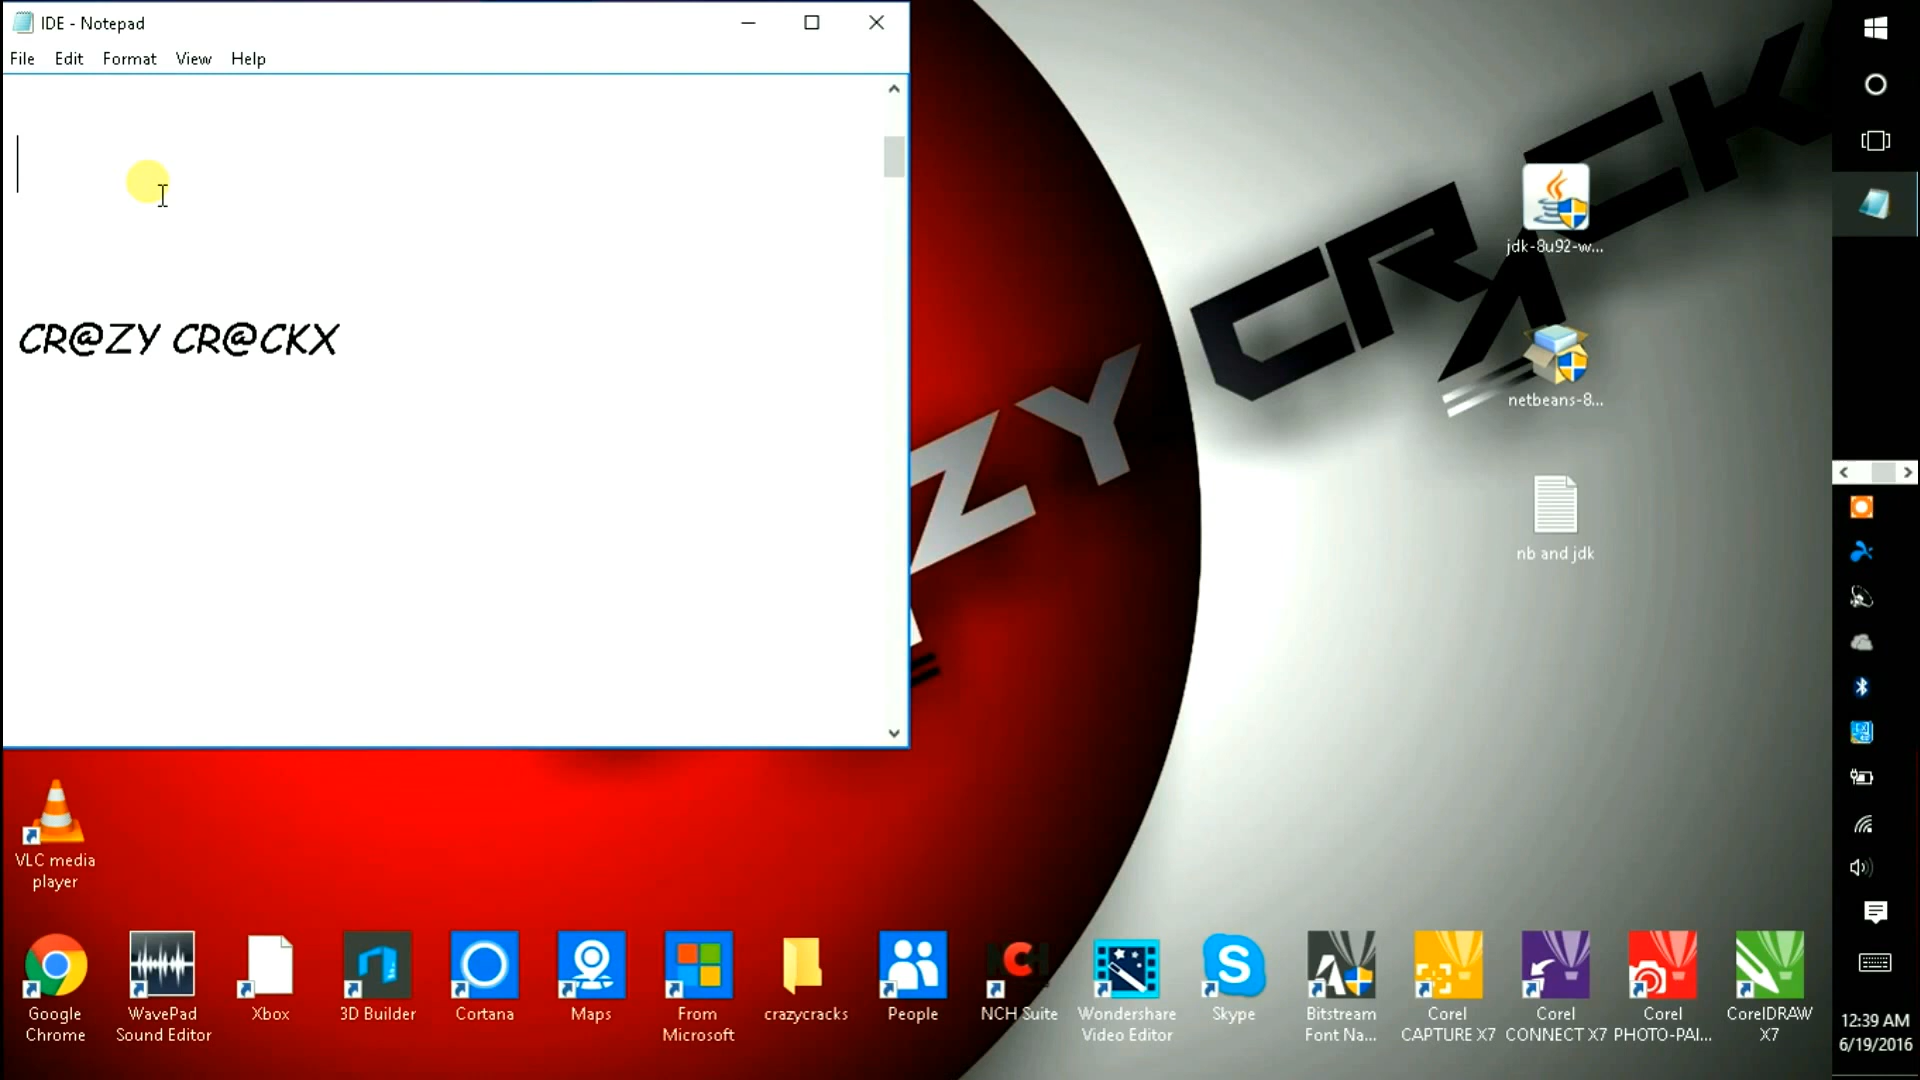 IDE - Notepad
File Edit Format View Help
CR@ZY CR@CKX
CRACK
ZY
jdk-8u92-w...
netbeans-8...
nb and jdk
VLC media
player
Google
Chrome
WavePad
Sound Editor
Xbox
3D Builder
Cortana
Maps
From
Microsoft
crazycracks
People
NCH Suite
Wondershare
Video Editor
Skype
Bitstream
Font Na...
Corel
CAPTURE X7
Corel
CONNECT X7
Corel
PHOTO-PAI...
CorelDRAW
X7
12:39 AM
6/19/2016